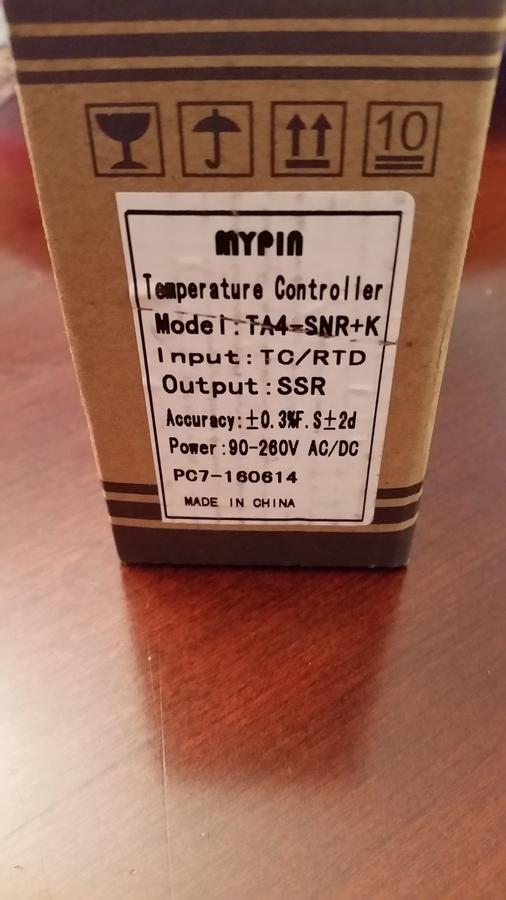 10
MYPIN
Temperature Controller
Model:TA4-SNR+K
Input:TC/RTD
Output:SSR
Accuracy:±0.3%F.S±2d
Power:90-260V AC/DC
PC7-160614
MADE IN CHINA